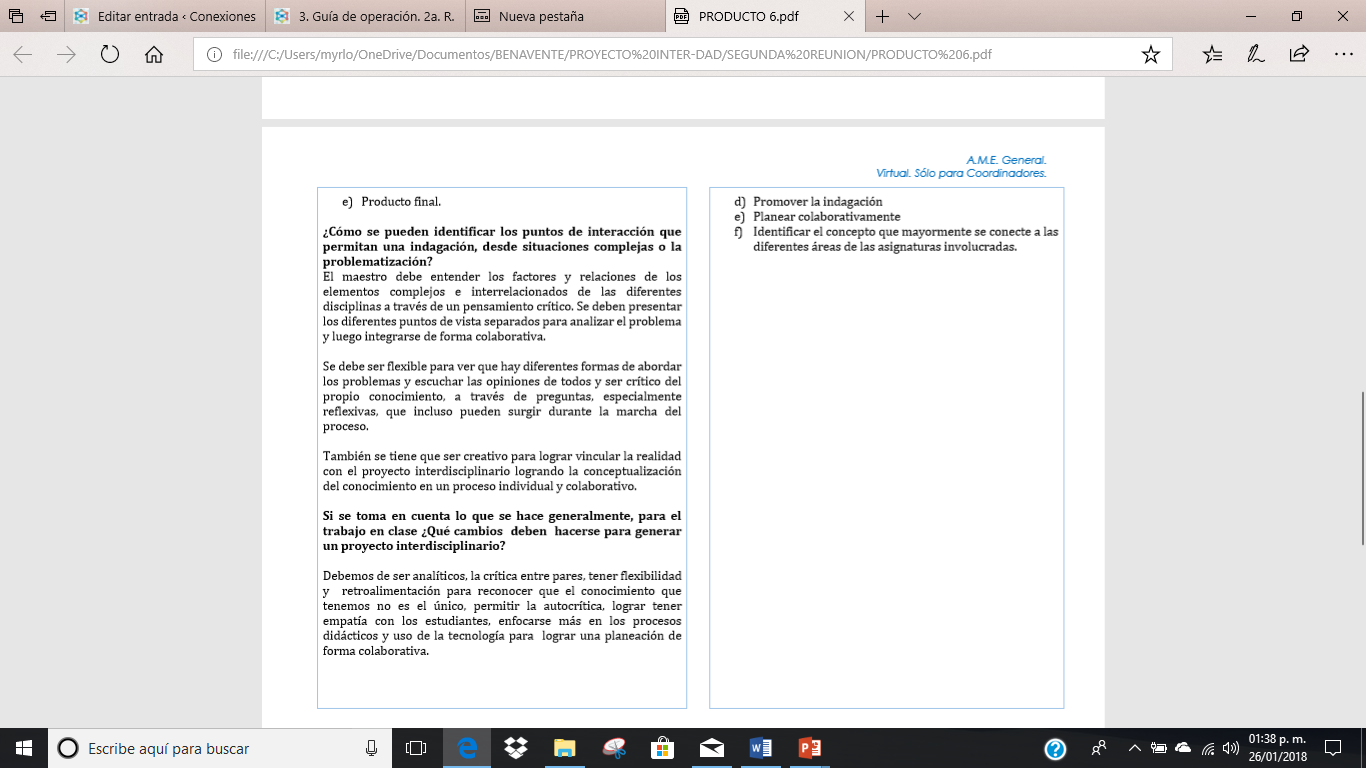 Editar entrada ‹ Conexiones
3. Guía de operación. 2a. R.
Nueva pestaña
PRODUCTO 6.pdf
file:///C:/Users/myrlo/OneDrive/Documentos/BENAVENTE/PROYECTO%20INTER-DAD/SEGUNDA%20REUNION/PRODUCTO%206.pdf
A.M.E. General.
Virtual. Sólo para Coordinadores.
e) Producto final.
¿Cómo se pueden identificar los puntos de interacción que
permitan una indagación, desde situaciones complejas o la
problematización?
El maestro debe entender los factores y relaciones de los
elementos complejos e interrelacionados de las diferentes
disciplinas a través de un pensamiento crítico. Se deben presentar
los diferentes puntos de vista separados para analizar el problema
y luego integrarse de forma colaborativa.
Se debe ser flexible para ver que hay diferentes formas de abordar
los problemas y escuchar las opiniones de todos y ser crítico del
propio conocimiento, a través de preguntas, especialmente
reflexivas, que incluso pueden surgir durante la marcha del
proceso.
También se tiene que ser creativo para lograr vincular la realidad
con el proyecto interdisciplinario logrando la conceptualización
del conocimiento en un proceso individual y colaborativo.
Si se toma en cuenta lo que se hace generalmente, para el
trabajo en clase ¿Qué cambios deben hacerse para generar
un proyecto interdisciplinario?
Debemos de ser analíticos, la crítica entre pares, tener flexibilidad
y retroalimentación para reconocer que el conocimiento que
tenemos no es el único, permitir la autocrítica, lograr tener
empatía con los estudiantes, enfocarse más en los procesos
didácticos y uso de la tecnología para lograr una planeación de
forma colaborativa.
d) Promover la indagación
e) Planear colaborativamente
f) Identificar el concepto que mayormente se conecte a las
diferentes áreas de las asignaturas involucradas.
Escribe aquí para buscar
01:38 p. m.
26/01/2018